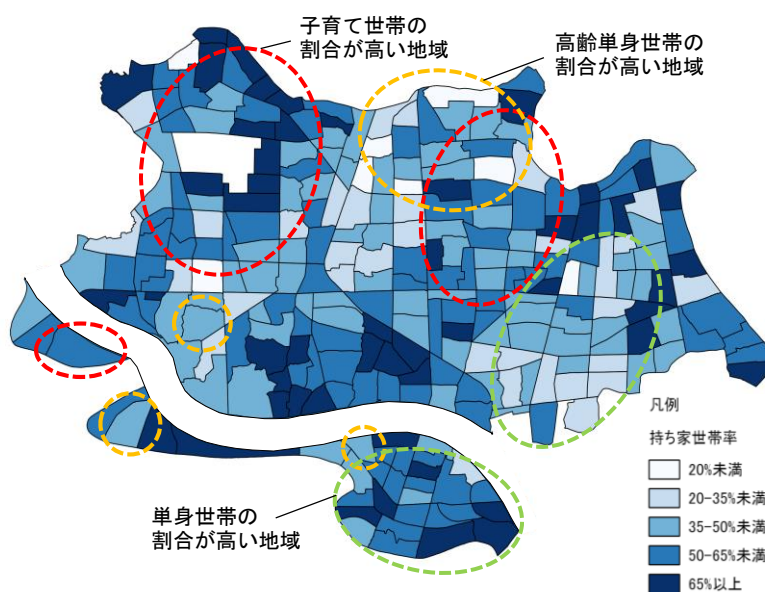 子育て世帯の
割合が高い地域
高齢単身世帯の
割合が高い地域
単身世帯の
割合が高い地域
凡例
持ち家世帯率
20%未満
20-35%未満
35-50%未満
50-65%未満
65%以上